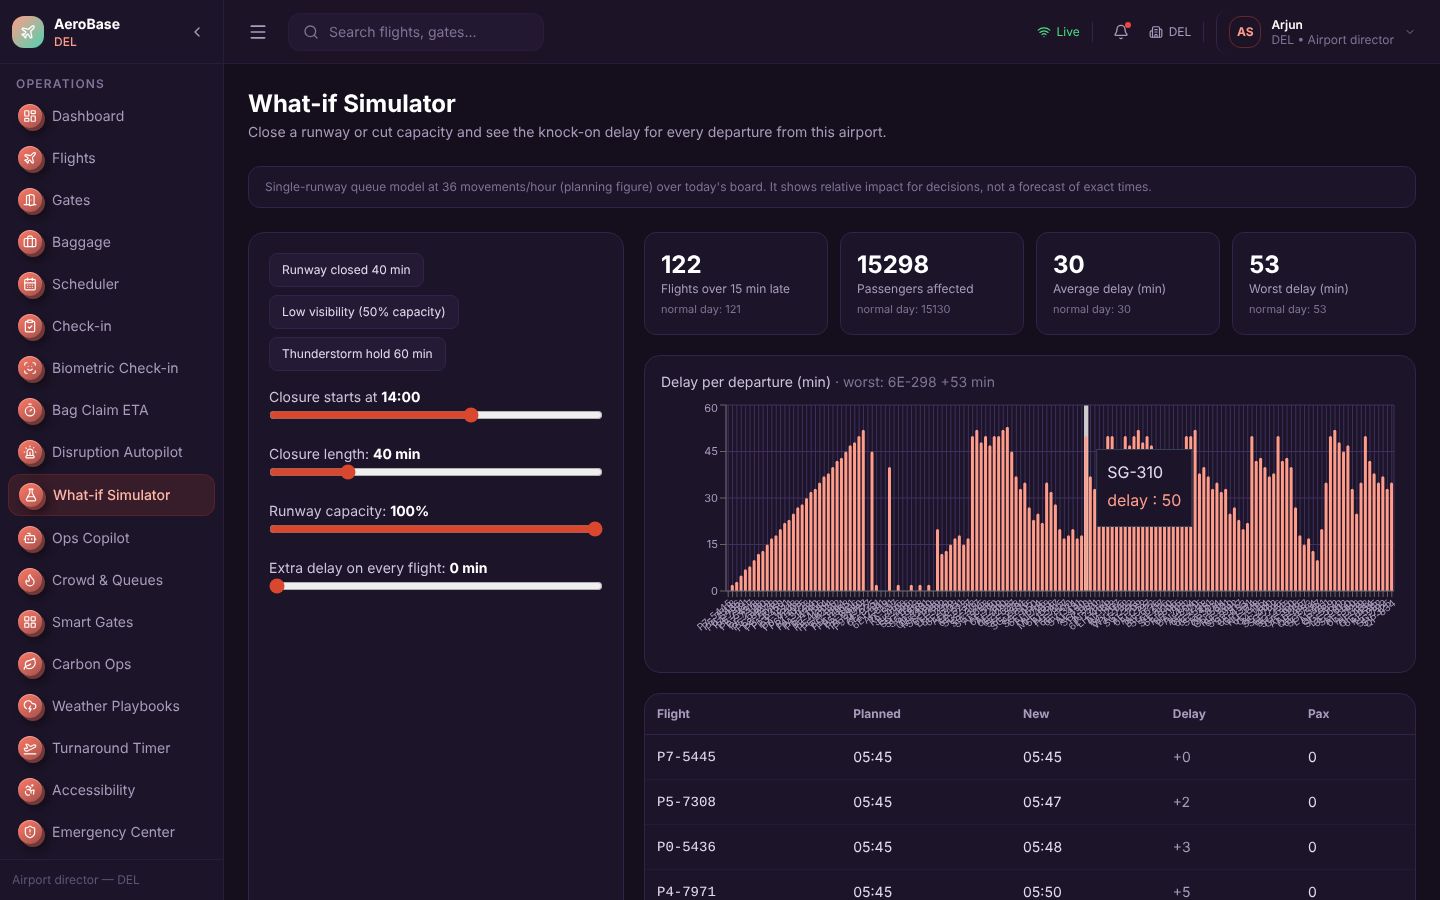 AeroBase
DEL
Search flights, gates...
Live
DEL
AS
Arjun
DEL • Airport director
OPERATIONS
Dashboard
Flights
Gates
Baggage
Scheduler
Check-in
Biometric Check-in
Bag Claim ETA
Disruption Autopilot
What-if Simulator
Ops Copilot
Crowd & Queues
Smart Gates
Carbon Ops
Weather Playbooks
Turnaround Timer
Accessibility
Emergency Center
Airport director — DEL
What-if Simulator
Close a runway or cut capacity and see the knock-on delay for every departure from this airport.
Single-runway queue model at 36 movements/hour (planning figure) over today's board. It shows relative impact for decisions, not a forecast of exact times.
Runway closed 40 min
Low visibility (50% capacity)
Thunderstorm hold 60 min
Closure starts at 14:00
Closure length: 40 min
Runway capacity: 100%
Extra delay on every flight: 0 min
122
Flights over 15 min late
normal day: 121
15298
Passengers affected
normal day: 15130
30
Average delay (min)
normal day: 30
53
Worst delay (min)
normal day: 53
Delay per departure (min) · worst: 6E-298 +53 min
60
45
30
15
0
SG-310
delay : 50
Flight Planned New Delay Pax
P7-5445 05:45 05:45 +0 0
P5-7308 05:45 05:47 +2 0
P0-5436 05:45 05:48 +3 0
P4-7971 05:45 05:50 +5 0